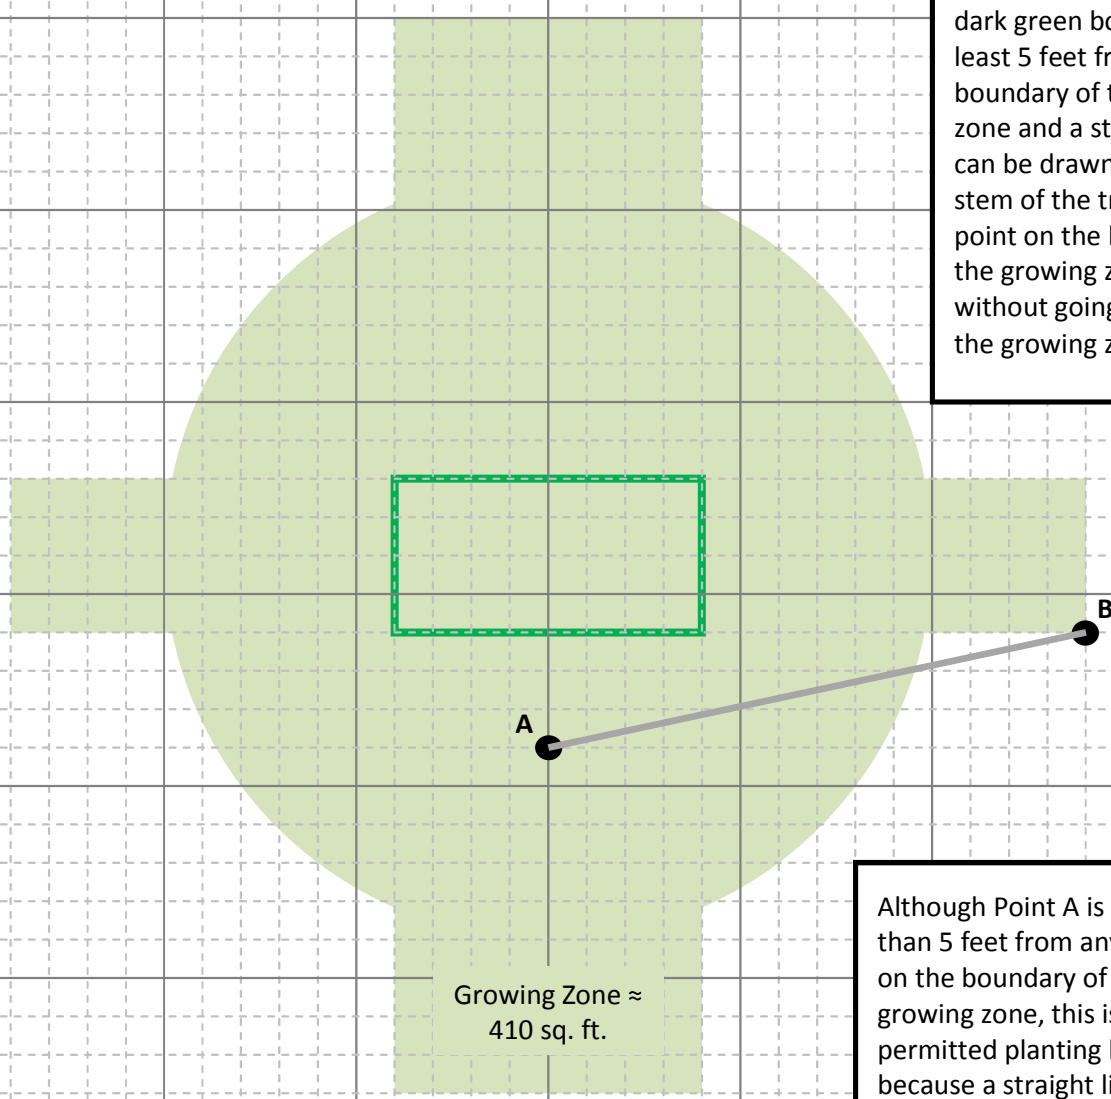 dark green bo
least 5 feet fr
boundary of t
zone and a st
can be drawn
stem of the tr
point on the
the growing z
without going
the growing z
B
A
Although Point A is
than 5 feet from an
on the boundary of
growing zone, this is
permitted planting
because a straight li
Growing Zone ≈
410 sq. ft.